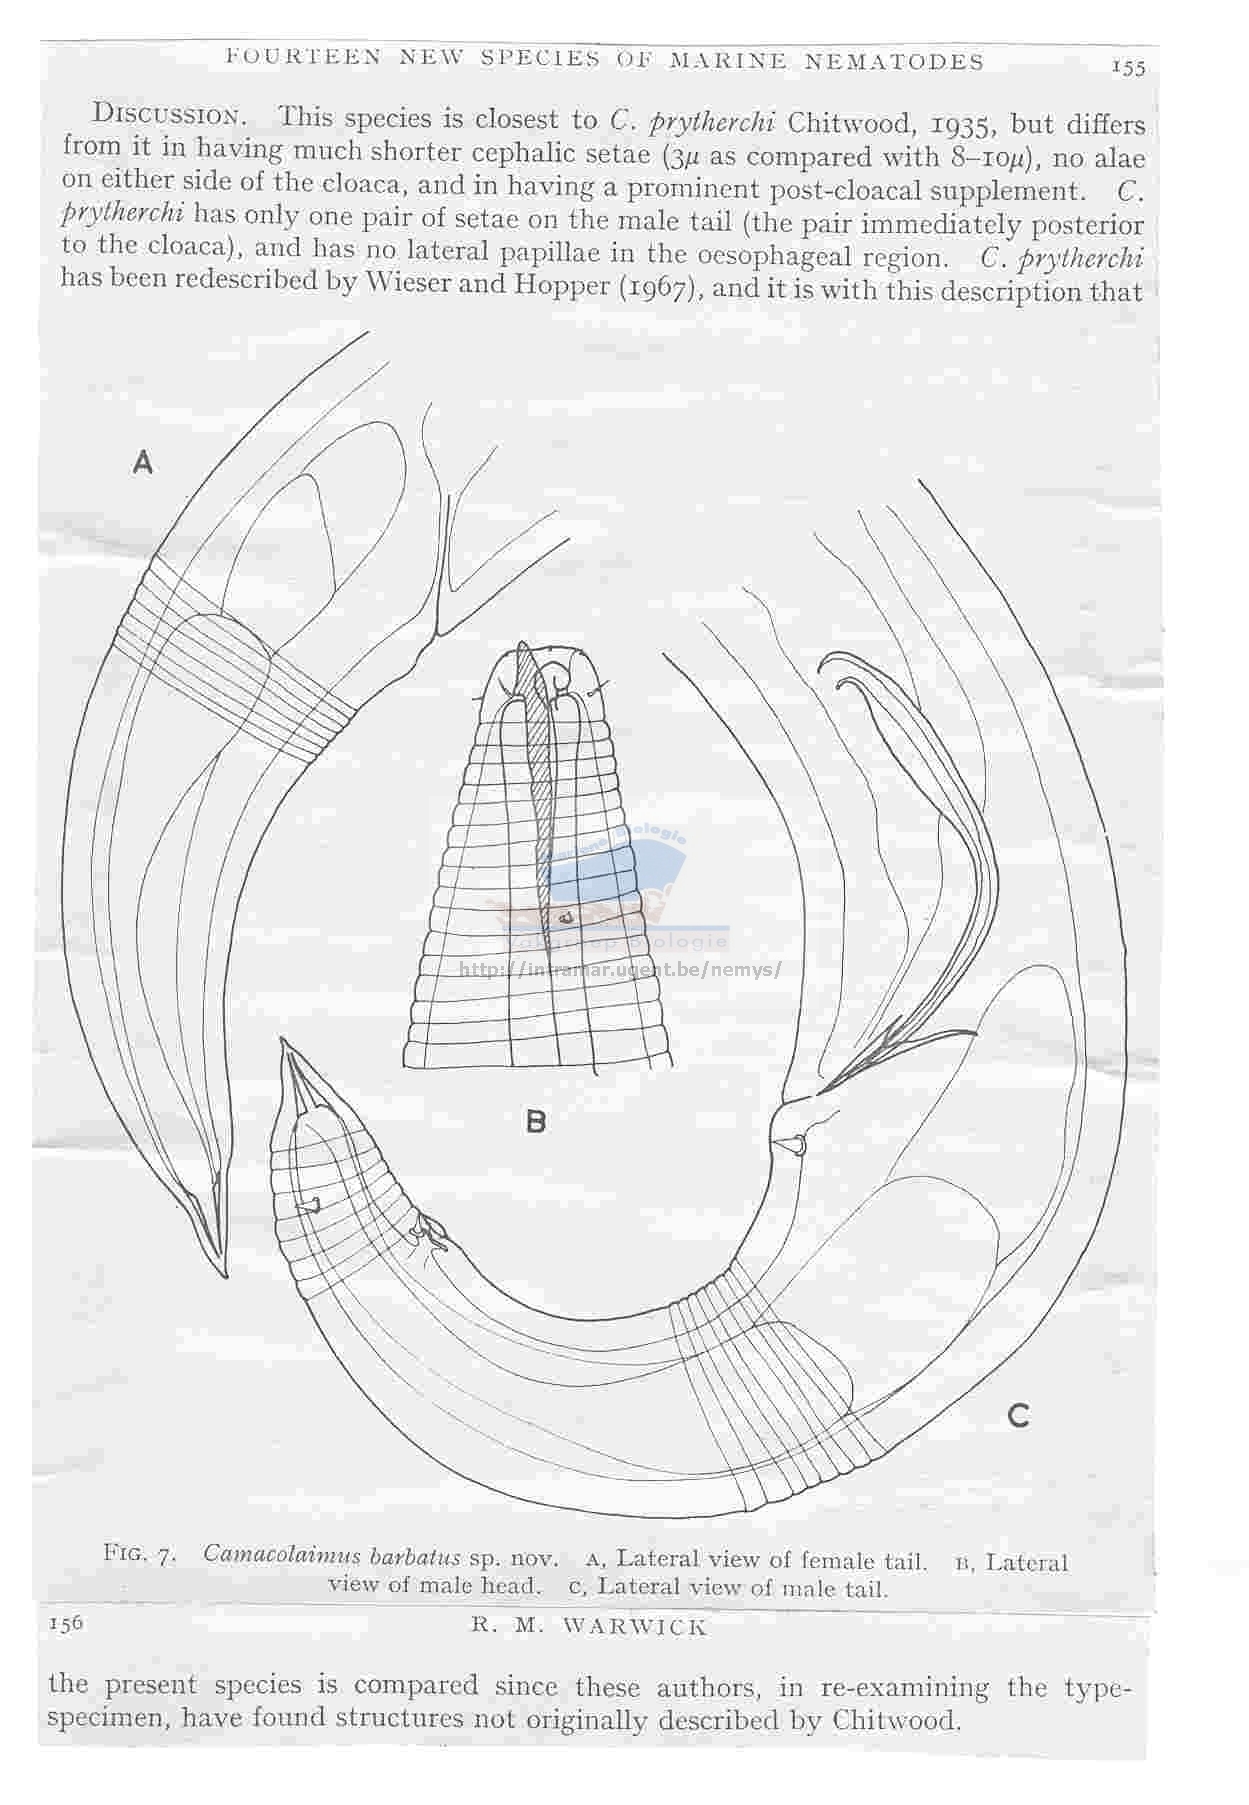 FOURTEEN NEW SPECIES OF MARINE NEMATODES 155
DISCUSSION. This species is closest to C. prytherchi Chitwood, 1935, but differs
from it in having much shorter cephalic setae (3μ as compared with 8–10μ), no alae
on either side of the cloaca, and in having a prominent post-cloacal supplement. C.
prytherchi has only one pair of setae on the male tail (the pair immediately posterior
to the cloaca), and has no lateral papillae in the oesophageal region. C. prytherchi
has been redescribed by Wieser and Hopper (1967), and it is with this description that
A
Mariene Biologie
Vakgroep Biologie
http://intramar.ugent.be/nemys/
B
C
FIG. 7. Camacolaimus barbatus sp. nov. A, Lateral view of female tail. B, Lateral
view of male head. C, Lateral view of male tail.
156 R. M. WARWICK
the present species is compared since these authors, in re-examining the type-
specimen, have found structures not originally described by Chitwood.